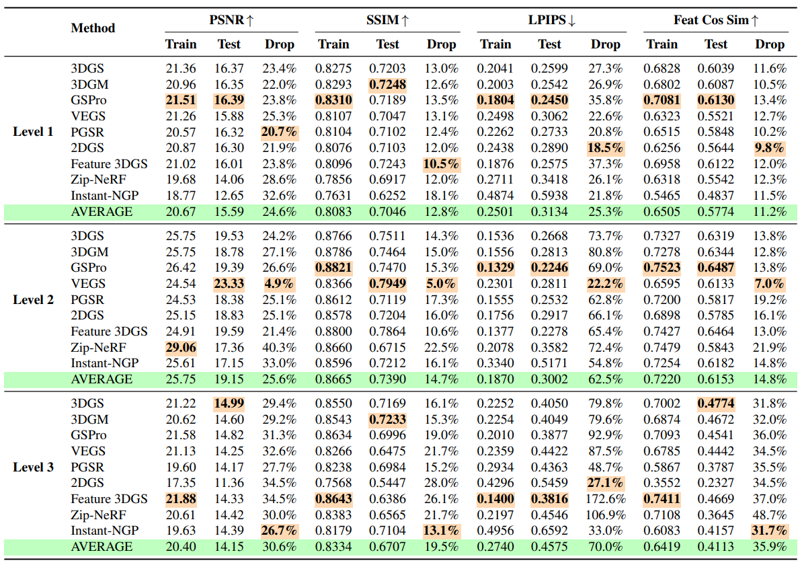 Method PSNR↑ SSIM↑ LPIPS↓ Feat Cos Sim↑
Train Test Drop Train Test Drop Train Test Drop Train Test Drop
Level 1
3DGS 21.36 16.37 23.4% 0.8275 0.7203 13.0% 0.2041 0.2599 27.3% 0.6828 0.6039 11.6%
3DGM 20.96 16.35 22.0% 0.8293 0.7248 12.6% 0.2003 0.2542 26.9% 0.6802 0.6087 10.5%
GSPro 21.51 16.39 23.8% 0.8310 0.7189 13.5% 0.1804 0.2450 35.8% 0.7081 0.6130 13.4%
VEGS 21.26 15.88 25.3% 0.8107 0.7047 13.1% 0.2498 0.3062 22.6% 0.6323 0.5521 12.7%
PGSR 20.57 16.32 20.7% 0.8104 0.7102 12.4% 0.2262 0.2733 20.8% 0.6515 0.5848 10.2%
2DGS 20.87 16.30 21.9% 0.8076 0.7103 12.0% 0.2438 0.2890 18.5% 0.6256 0.5644 9.8%
Feature 3DGS 21.02 16.01 23.8% 0.8096 0.7243 10.5% 0.1876 0.2575 37.3% 0.6958 0.6122 12.0%
Zip-NeRF 19.68 14.06 28.6% 0.7856 0.6917 12.0% 0.2711 0.3418 26.1% 0.6318 0.5542 12.3%
Instant-NGP 18.77 12.65 32.6% 0.7631 0.6252 18.1% 0.4874 0.5938 21.8% 0.5465 0.4837 11.5%
AVERAGE 20.67 15.59 24.6% 0.8083 0.7046 12.8% 0.2501 0.3134 25.3% 0.6505 0.5774 11.2%
Level 2
3DGS 25.75 19.53 24.2% 0.8766 0.7511 14.3% 0.1536 0.2668 73.7% 0.7327 0.6319 13.8%
3DGM 25.75 18.78 27.1% 0.8786 0.7464 15.0% 0.1556 0.2813 80.8% 0.7278 0.6344 12.8%
GSPro 26.42 19.39 26.6% 0.8821 0.7470 15.3% 0.1329 0.2246 69.0% 0.7523 0.6487 13.8%
VEGS 24.54 23.33 4.9% 0.8366 0.7949 5.0% 0.2301 0.2811 22.2% 0.6595 0.6133 7.0%
PGSR 24.53 18.38 25.1% 0.8612 0.7119 17.3% 0.1555 0.2532 62.8% 0.7200 0.5817 19.2%
2DGS 25.15 18.83 25.1% 0.8578 0.7204 16.0% 0.1756 0.2917 66.1% 0.6898 0.5785 16.1%
Feature 3DGS 24.91 19.59 21.4% 0.8800 0.7864 10.6% 0.1377 0.2278 65.4% 0.7427 0.6464 13.0%
Zip-NeRF 29.06 17.36 40.3% 0.8660 0.6715 22.5% 0.2078 0.3582 72.4% 0.7479 0.5843 21.9%
Instant-NGP 25.61 17.15 33.0% 0.8596 0.7212 16.1% 0.3340 0.5171 54.8% 0.7254 0.6182 14.8%
AVERAGE 25.75 19.15 25.6% 0.8665 0.7390 14.7% 0.1870 0.3002 62.5% 0.7220 0.6153 14.8%
Level 3
3DGS 21.22 14.99 29.4% 0.8550 0.7169 16.1% 0.2252 0.4050 79.8% 0.7002 0.4774 31.8%
3DGM 20.62 14.60 29.2% 0.8543 0.7233 15.3% 0.2254 0.4049 79.6% 0.6874 0.4672 32.0%
GSPro 21.58 14.82 31.3% 0.8634 0.6996 19.0% 0.2010 0.3877 92.9% 0.7093 0.4541 36.0%
VEGS 21.13 14.25 32.6% 0.8266 0.6475 21.7% 0.2359 0.4422 87.5% 0.6785 0.4442 34.5%
PGSR 19.60 14.17 27.7% 0.8238 0.6984 15.2% 0.2934 0.4363 48.7% 0.5867 0.3787 35.5%
2DGS 17.35 11.36 34.5% 0.7568 0.5447 28.0% 0.4296 0.5459 27.1% 0.3552 0.2327 34.5%
Feature 3DGS 21.88 14.33 34.5% 0.8643 0.6386 26.1% 0.1400 0.3816 172.6% 0.7411 0.4669 37.0%
Zip-NeRF 20.61 14.42 30.0% 0.8383 0.6565 21.7% 0.2197 0.4546 106.9% 0.7108 0.3645 48.7%
Instant-NGP 19.63 14.39 26.7% 0.8179 0.7104 13.1% 0.4956 0.6592 33.0% 0.6083 0.4157 31.7%
AVERAGE 20.40 14.15 30.6% 0.8334 0.6707 19.5% 0.2740 0.4575 70.0% 0.6419 0.4113 35.9%